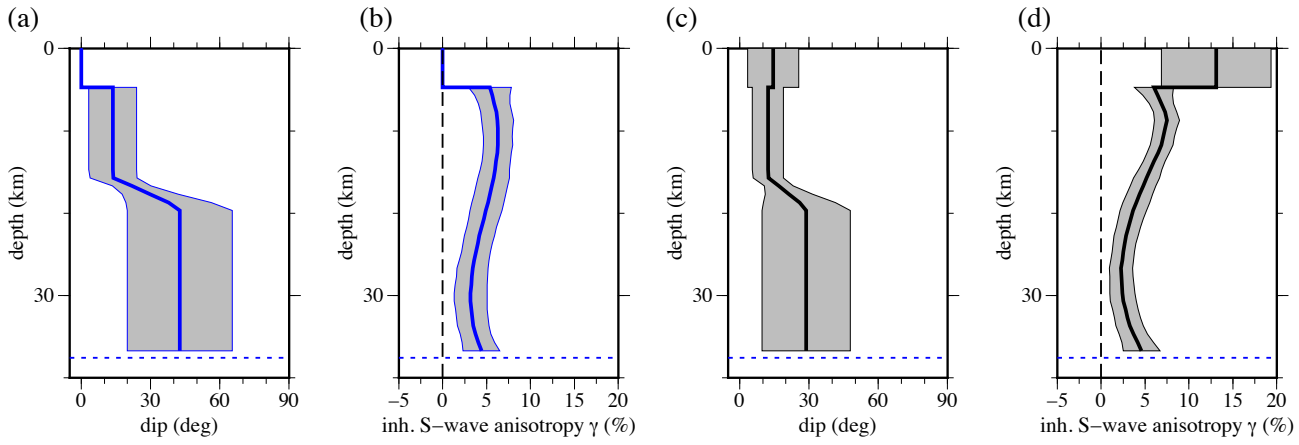 (a)
(b)
(c)
(d)
0
30
depth (km)
0 30 60 90
dip (deg)
30
depth (km)
−5 0 5 10 15 20
inh. S−wave anisotropy γ (%)
0
30
depth (km)
0 30 60 90
dip (deg)
0
30
depth (km)
−5 0 5 10 15 20
inh. S−wave anisotropy γ (%)